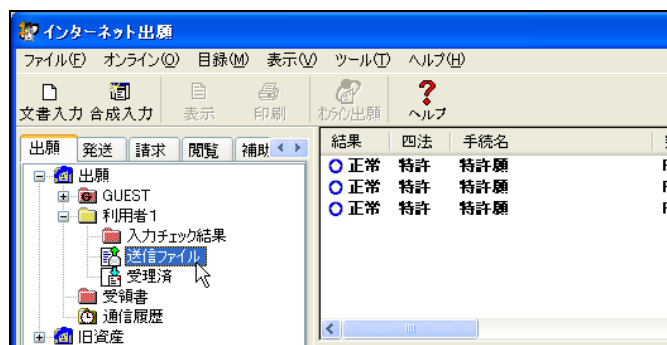 インターネット出願
ファイル(F) オンライン(O) 目録(M) 表示(V) ツール(T) ヘルプ(H)
文書入力 合成入力 表示 印刷 オンライン出願 ヘルプ
出願 発送 請求 閲覧 補助
結果 四法 手続名
正常 特許 特許願
正常 特許 特許願
正常 特許 特許願
出願
GUEST
利用者1
入力チェック結果
送信ファイル
受理済
受領書
通信履歴
旧資産